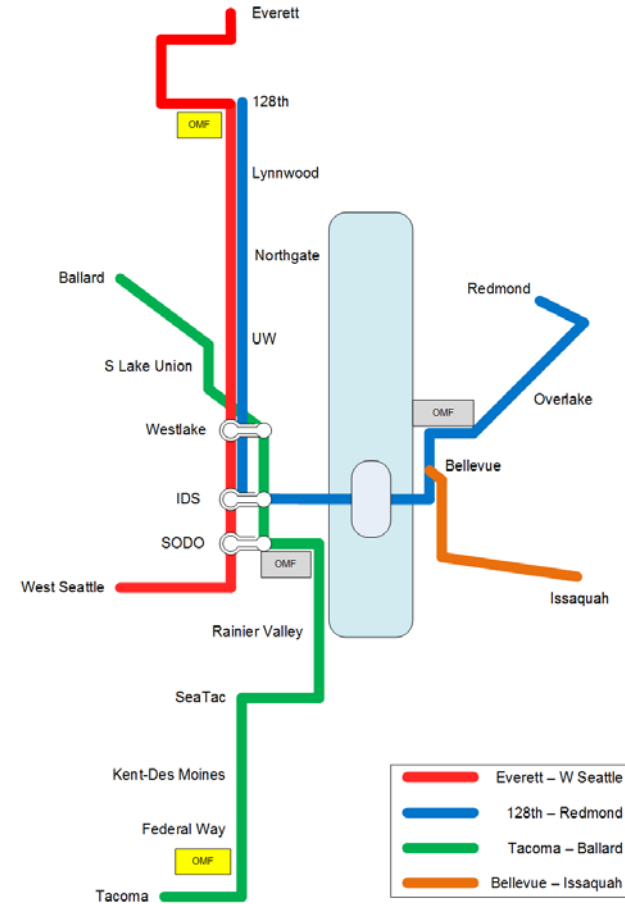 Everett
128th
OMF
Lynnwood
Northgate
Ballard
Redmond
UW
S Lake Union
Overlake
OMF
Westlake
Bellevue
IDS
SODO
OMF
West Seattle
Issaquah
Rainier Valley
SeaTac
Kent-Des Moines
Everett – W Seattle
128th – Redmond
Federal Way
Tacoma – Ballard
OMF
Bellevue – Issaquah
Tacoma